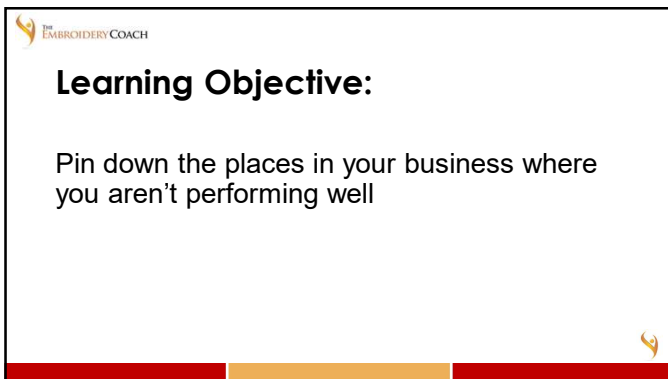 THE
EMBROIDERY COACH
Learning Objective:
Pin down the places in your business where
you aren’t performing well